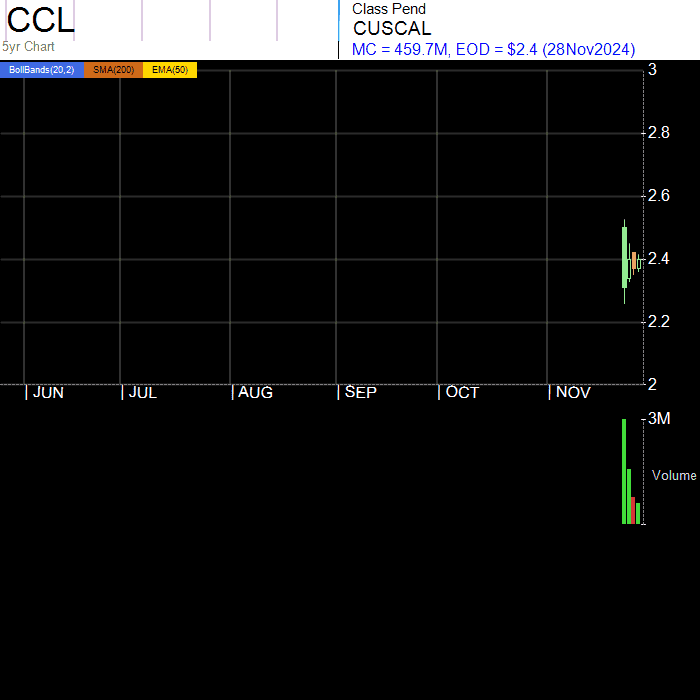 CCL
5yr Chart
Class Pend
CUSCAL
MC = 459.7M, EOD = $2.4 (28Nov2024)
BollBands(20,2) SMA(200) EMA(50)
3
2.8
2.6
2.4
2.2
2
JUN JUL AUG SEP OCT NOV
3M
Volume